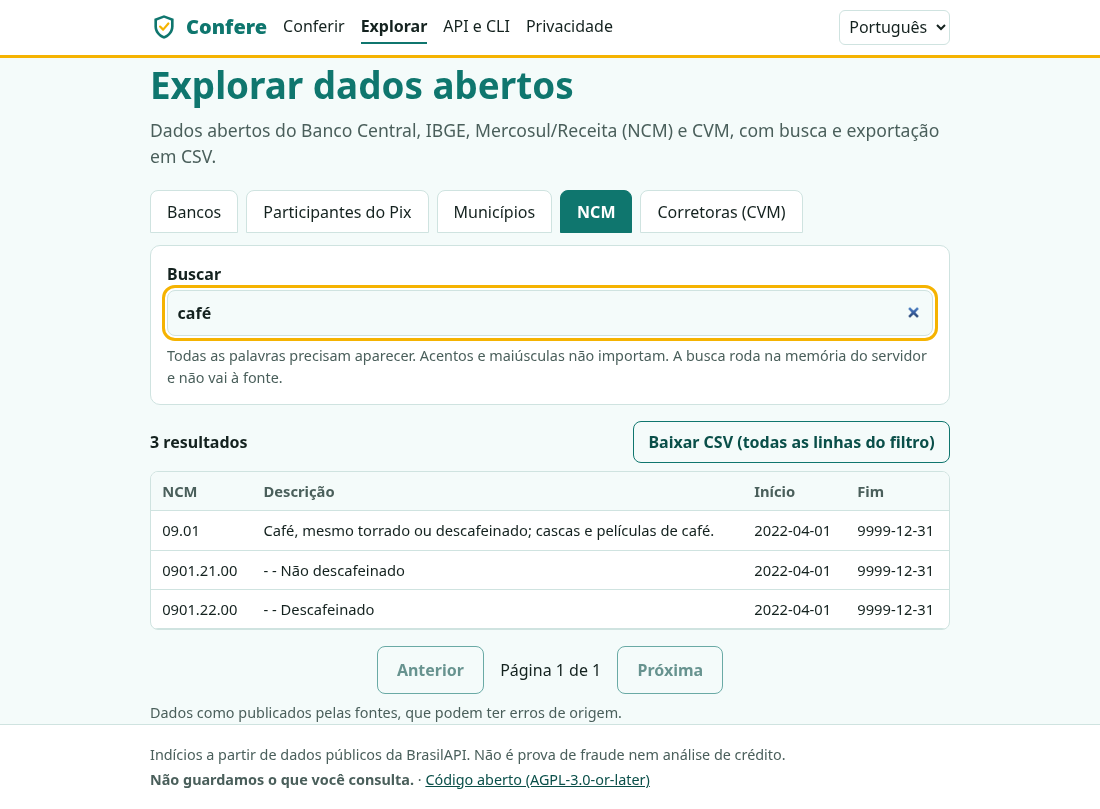 Confere Conferir Explorar API e CLI Privacidade Português
Explorar dados abertos
Dados abertos do Banco Central, IBGE, Mercosul/Receita (NCM) e CVM, com busca e exportação
em CSV.
Bancos Participantes do Pix Municípios NCM Corretoras (CVM)
Buscar
café
Todas as palavras precisam aparecer. Acentos e maiúsculas não importam. A busca roda na memória do servidor
e não vai à fonte.
3 resultados Baixar CSV (todas as linhas do filtro)
NCM Descrição Início Fim
09.01 Café, mesmo torrado ou descafeinado; cascas e películas de café. 2022-04-01 9999-12-31
0901.21.00 - - Não descafeinado 2022-04-01 9999-12-31
0901.22.00 - - Descafeinado 2022-04-01 9999-12-31
Anterior Página 1 de 1 Próxima
Dados como publicados pelas fontes, que podem ter erros de origem.
Indícios a partir de dados públicos da BrasilAPI. Não é prova de fraude nem análise de crédito.
Não guardamos o que você consulta. · Código aberto (AGPL-3.0-or-later)